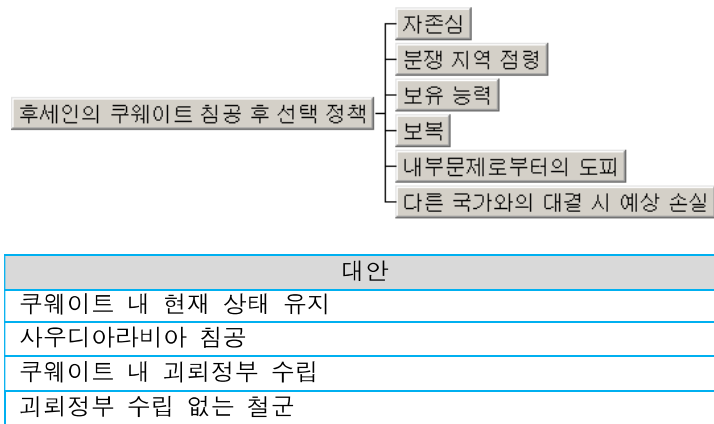 자존심
분쟁 지역 점령
보유 능력
후세인의 쿠웨이트 침공 후 선택 정책
보복
내부문제로부터의 도피
다른 국가와의 대결 시 예상 손실
대안
쿠웨이트 내 현재 상태 유지
사우디아라비아 침공
쿠웨이트 내 괴뢰정부 수립
괴뢰정부 수립 없는 철군